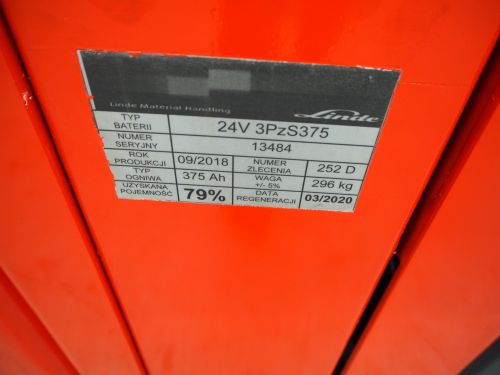 Linde Material Handling
Linde
TYP BATERII 24V 3PzS375
NUMER SERYJNY 13484
ROK PRODUKCJI 09/2018 NUMER ZLECENIA 252 D
TYP OGNIWA 375 Ah WAGA +/- 5% 296 kg
UZYSKANA POJEMNOŚĆ 79% DATA REGENERACJI 03/2020